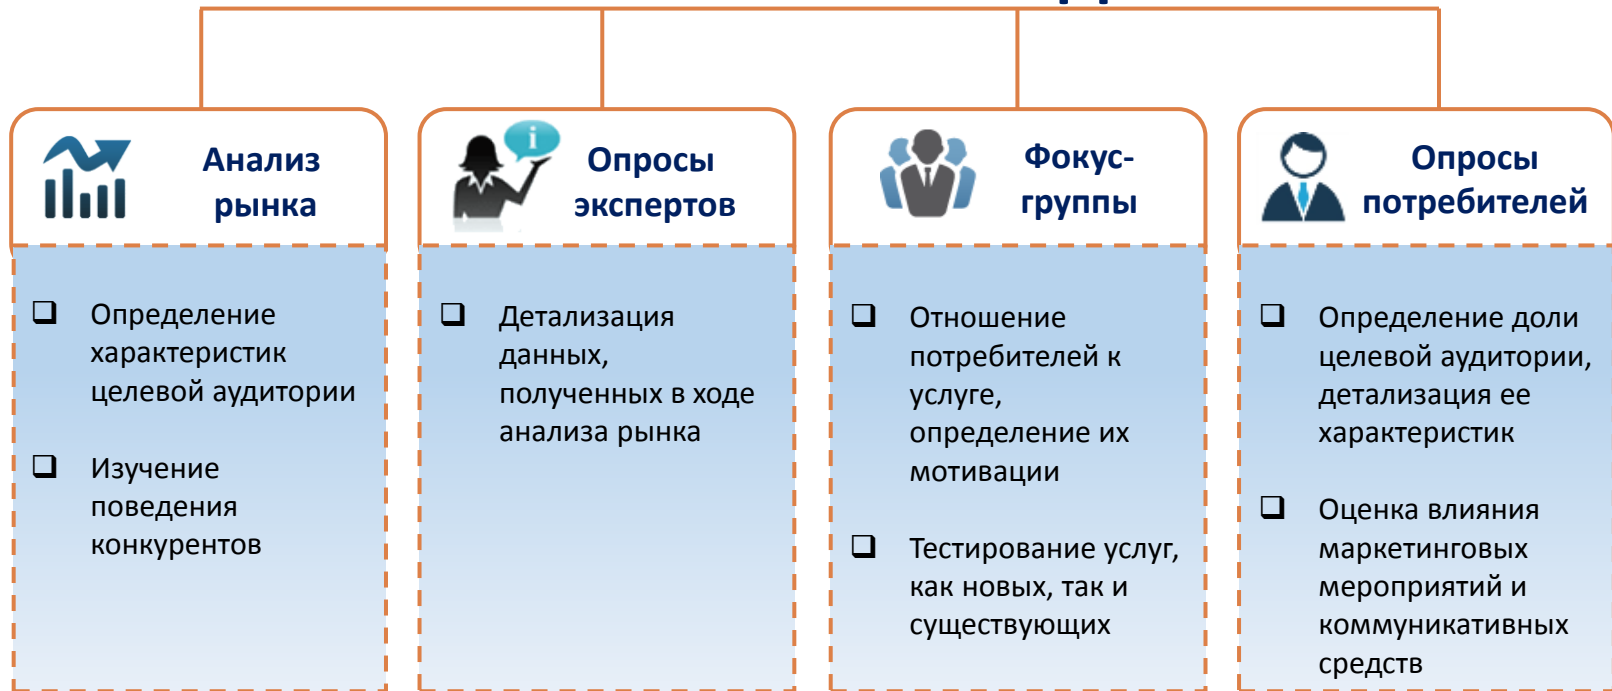 Анализ
рынка
Определение
характеристик
целевой аудитории
Изучение
поведения
конкурентов
i
Опросы
экспертов
Детализация
данных,
полученных в ходе
анализа рынка
Фокус-
группы
Отношение
потребителей к
услуге,
определение их
мотивации
Тестирование услуг,
как новых, так и
существующих
Опросы
потребителей
Определение доли
целевой аудитории,
детализация ее
характеристик
Оценка влияния
маркетинговых
мероприятий и
коммуникативных
средств